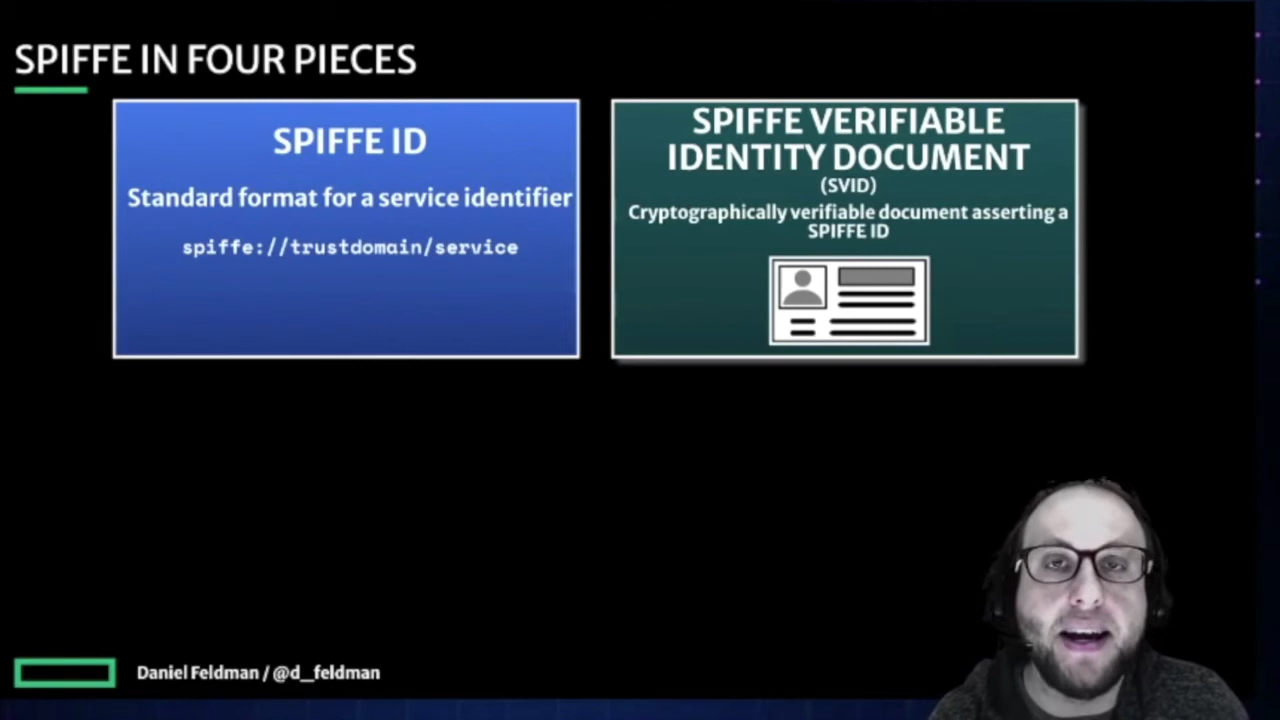 SPIFFE IN FOUR PIECES
SPIFFE ID
Standard format for a service identifier
spiffe://trustdomain/service
SPIFFE VERIFIABLE
IDENTITY DOCUMENT
(SVID)
Cryptographically verifiable document asserting a
SPIFFE ID
Daniel Feldman / @d_feldman